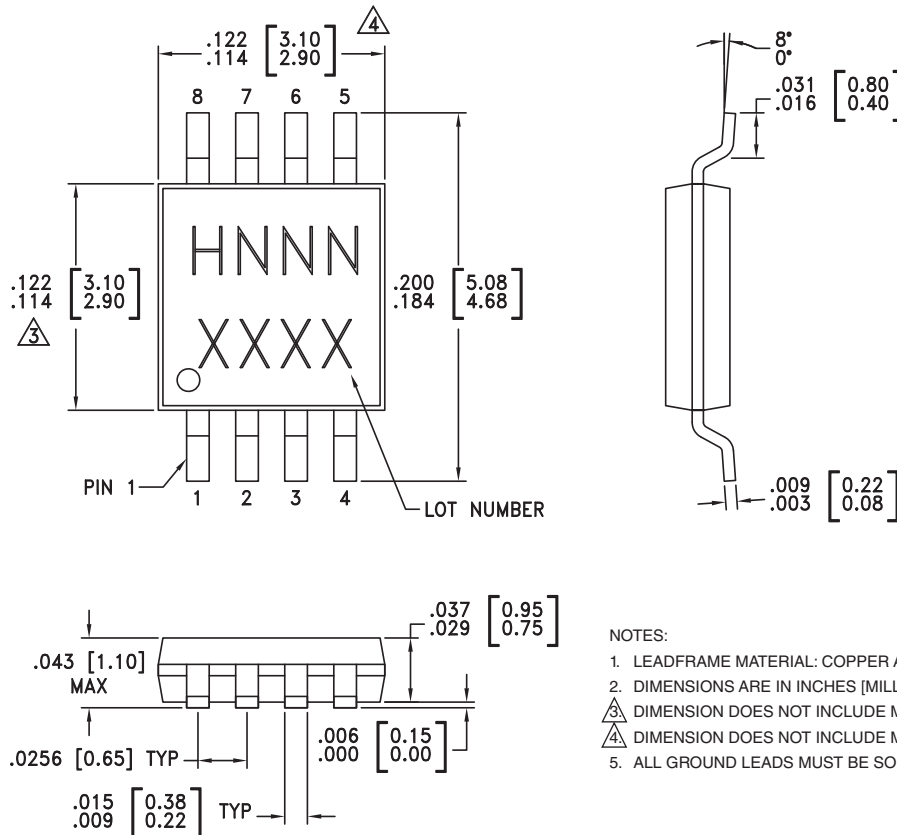 .122 [3.10]
.114 [2.90]
4
8 7 6 5
HNNN
XXXX
.122 [3.10]
.114 [2.90]
3
.200 [5.08]
.184 [4.68]
PIN 1
1 2 3 4
LOT NUMBER
8°
0°
.031 [0.80]
.016 [0.40]
.009 [0.22]
.003 [0.08]
.043 [1.10]
MAX
.037 [0.95]
.029 [0.75]
.0256 [0.65] TYP
.006 [0.15]
.000 [0.00]
.015 [0.38]
.009 [0.22]
TYP
NOTES:
1. LEADFRAME MATERIAL: COPPER
2. DIMENSIONS ARE IN INCHES
3. DIMENSION DOES NOT INCLUDE
4. DIMENSION DOES NOT INCLUDE
5. ALL GROUND LEADS MUST BE